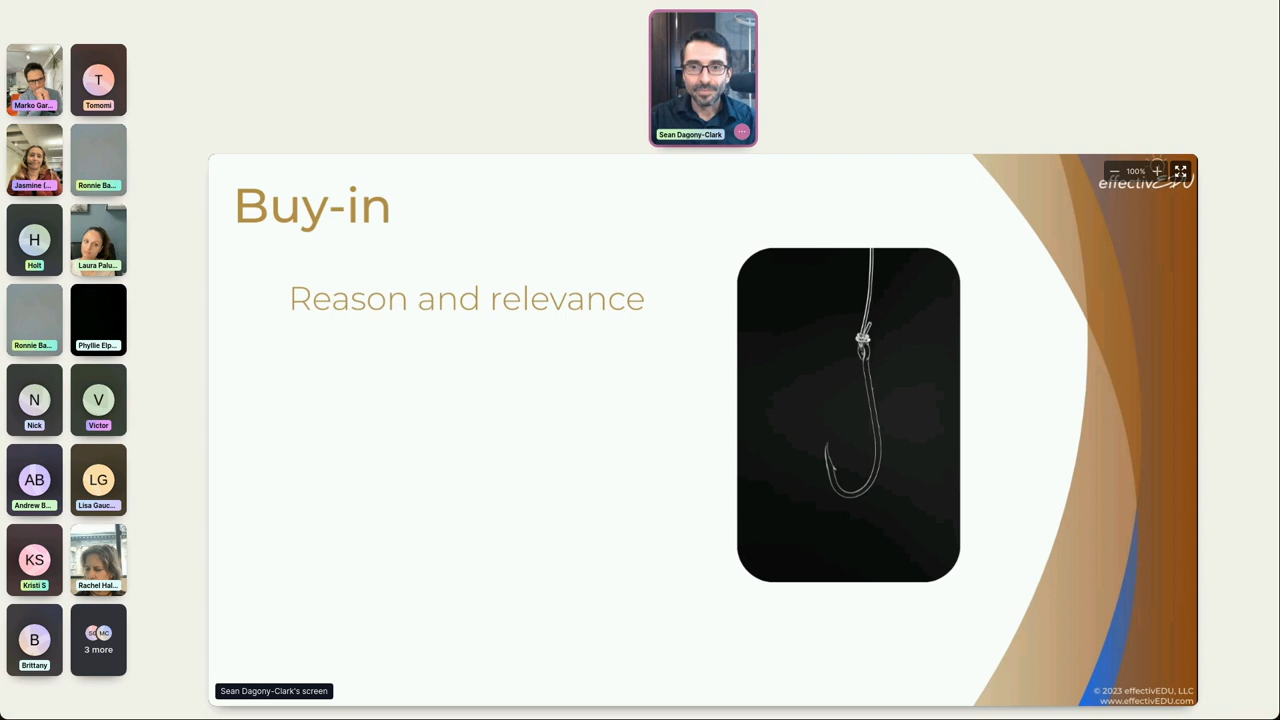 Sean Dagony-Clark
Marko Gar...
T
Tomomi
Jasmine (...
Ronnie Ba...
H
Holt
Laura Palu...
Ronnie Ba...
Phyllie Elp...
N
Nick
V
Victor
AB
Andrew B...
LG
Lisa Gauc...
KS
Kristi S
Rachel Hal...
B
Brittany
SG MC
3 more
100%
effectivEDU
Buy-in
Reason and relevance
Sean Dagony-Clark's screen
© 2023 effectivEDU, LLC
www.effectivEDU.com